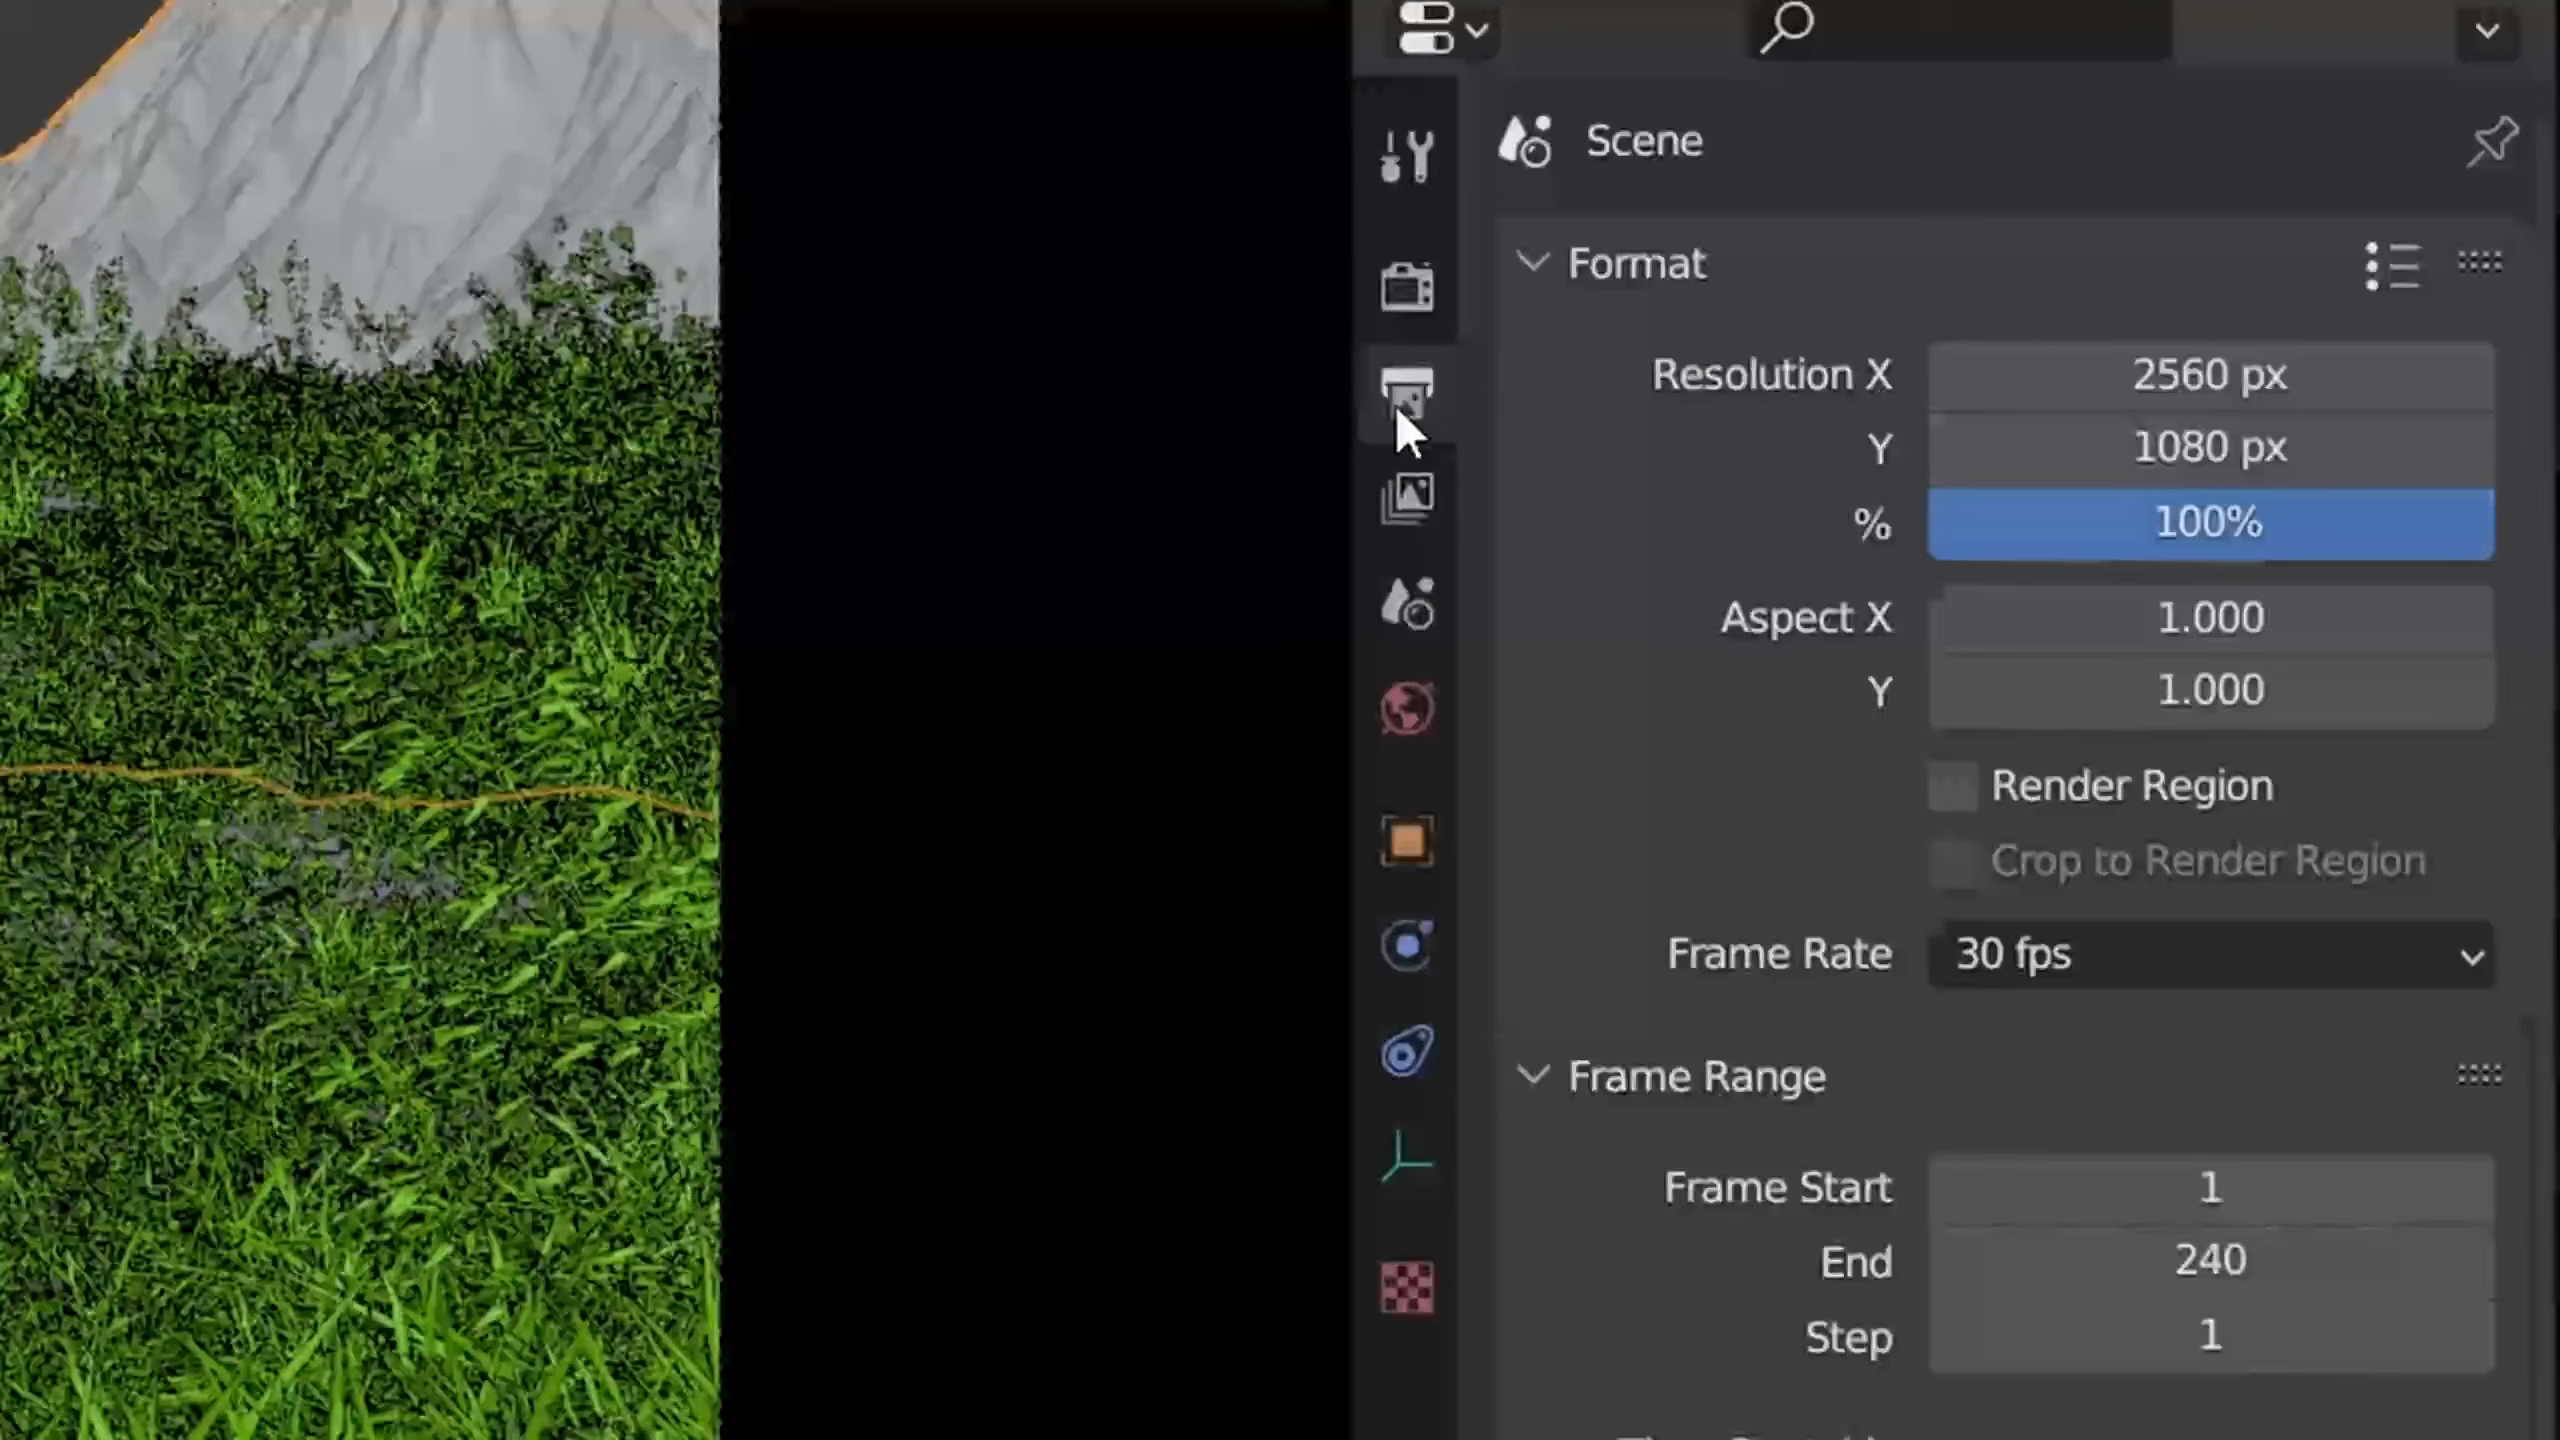 Scene
Format
Resolution X 2560 px
Y 1080 px
% 100%
Aspect X 1.000
Y 1.000
Render Region
Crop to Render Region
Frame Rate 30 fps
Frame Range
Frame Start 1
End 240
Step 1